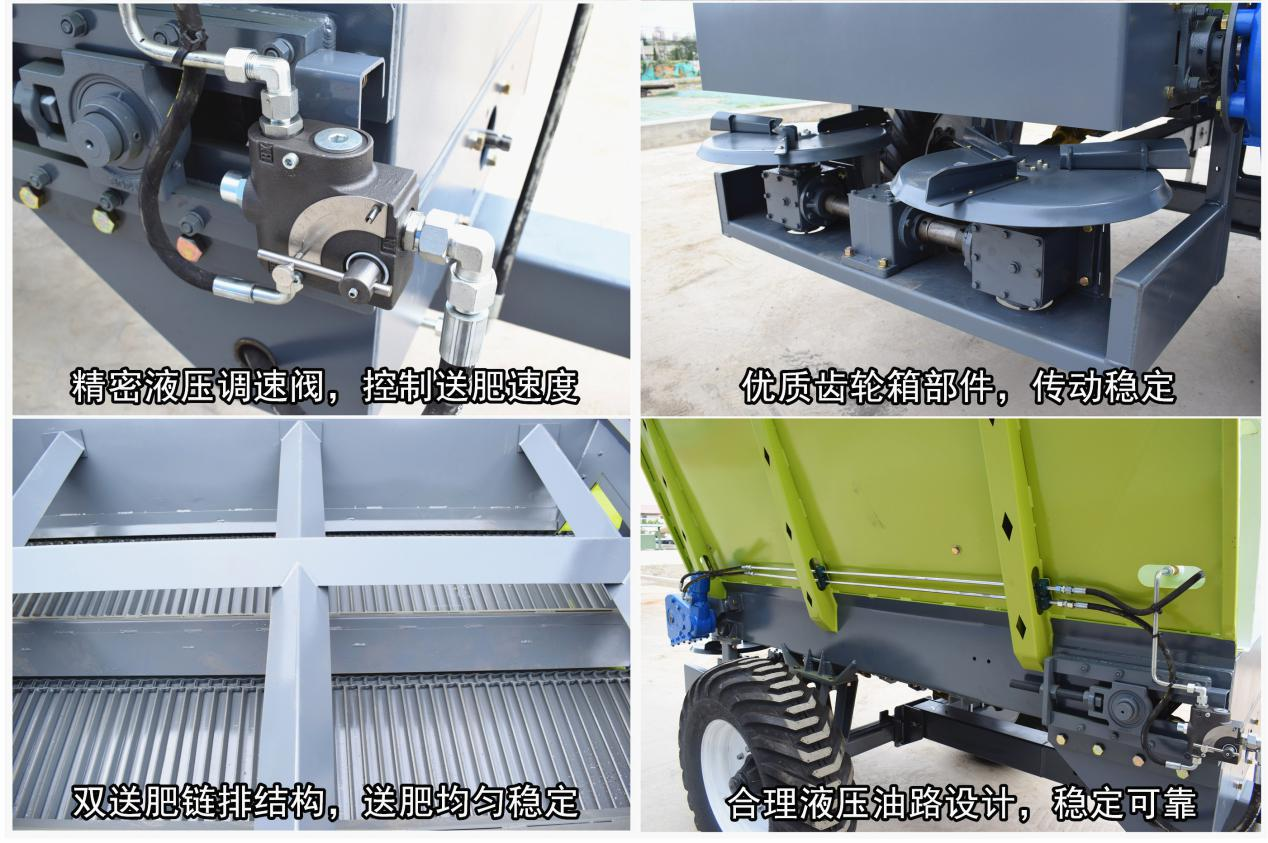 精密液压调速阀，控制送肥速度
优质齿轮箱部件，传动稳定
双送肥链排结构，送肥均匀稳定
合理液压油路设计，稳定可靠